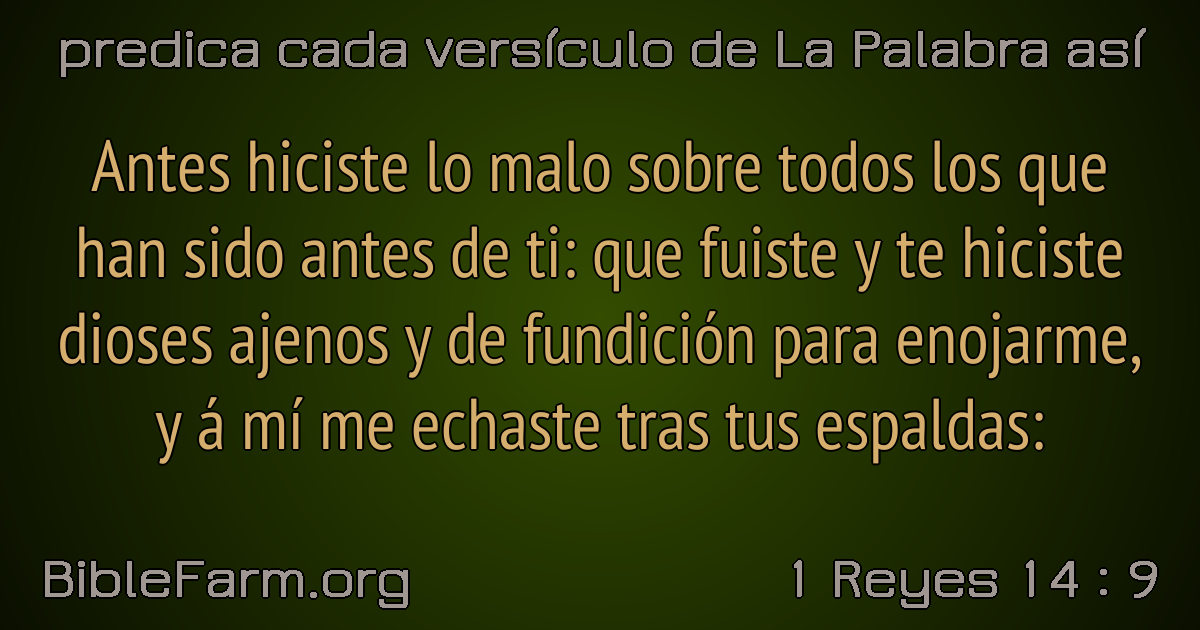 predica cada versículo de La Palabra así
Antes hiciste lo malo sobre todos los que
han sido antes de ti: que fuiste y te hiciste
dioses ajenos y de fundición para enojarme,
y á mí me echaste tras tus espaldas:
BibleFarm.org
1 Reyes 14 : 9